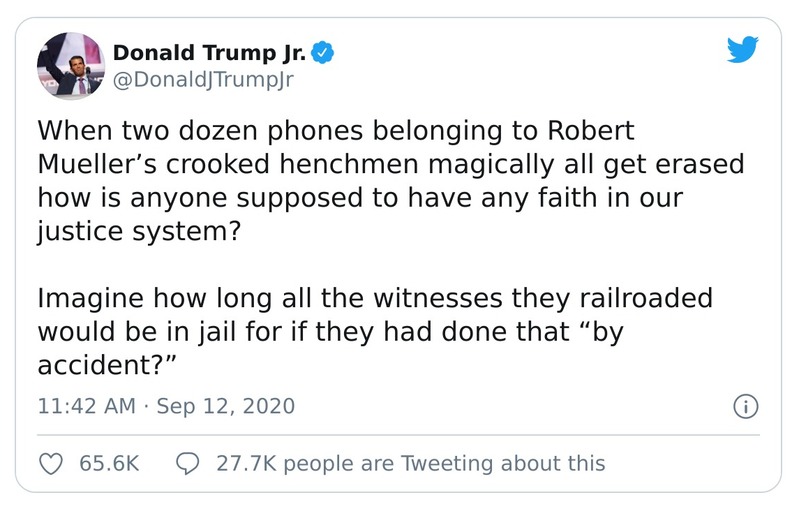 Donald Trump Jr.
@DonaldJTrumpJr
When two dozen phones belonging to Robert
Mueller’s crooked henchmen magically all get erased
how is anyone supposed to have any faith in our
justice system?
Imagine how long all the witnesses they railroaded
would be in jail for if they had done that “by
accident?”
11:42 AM · Sep 12, 2020
65.6K 27.7K people are Tweeting about this